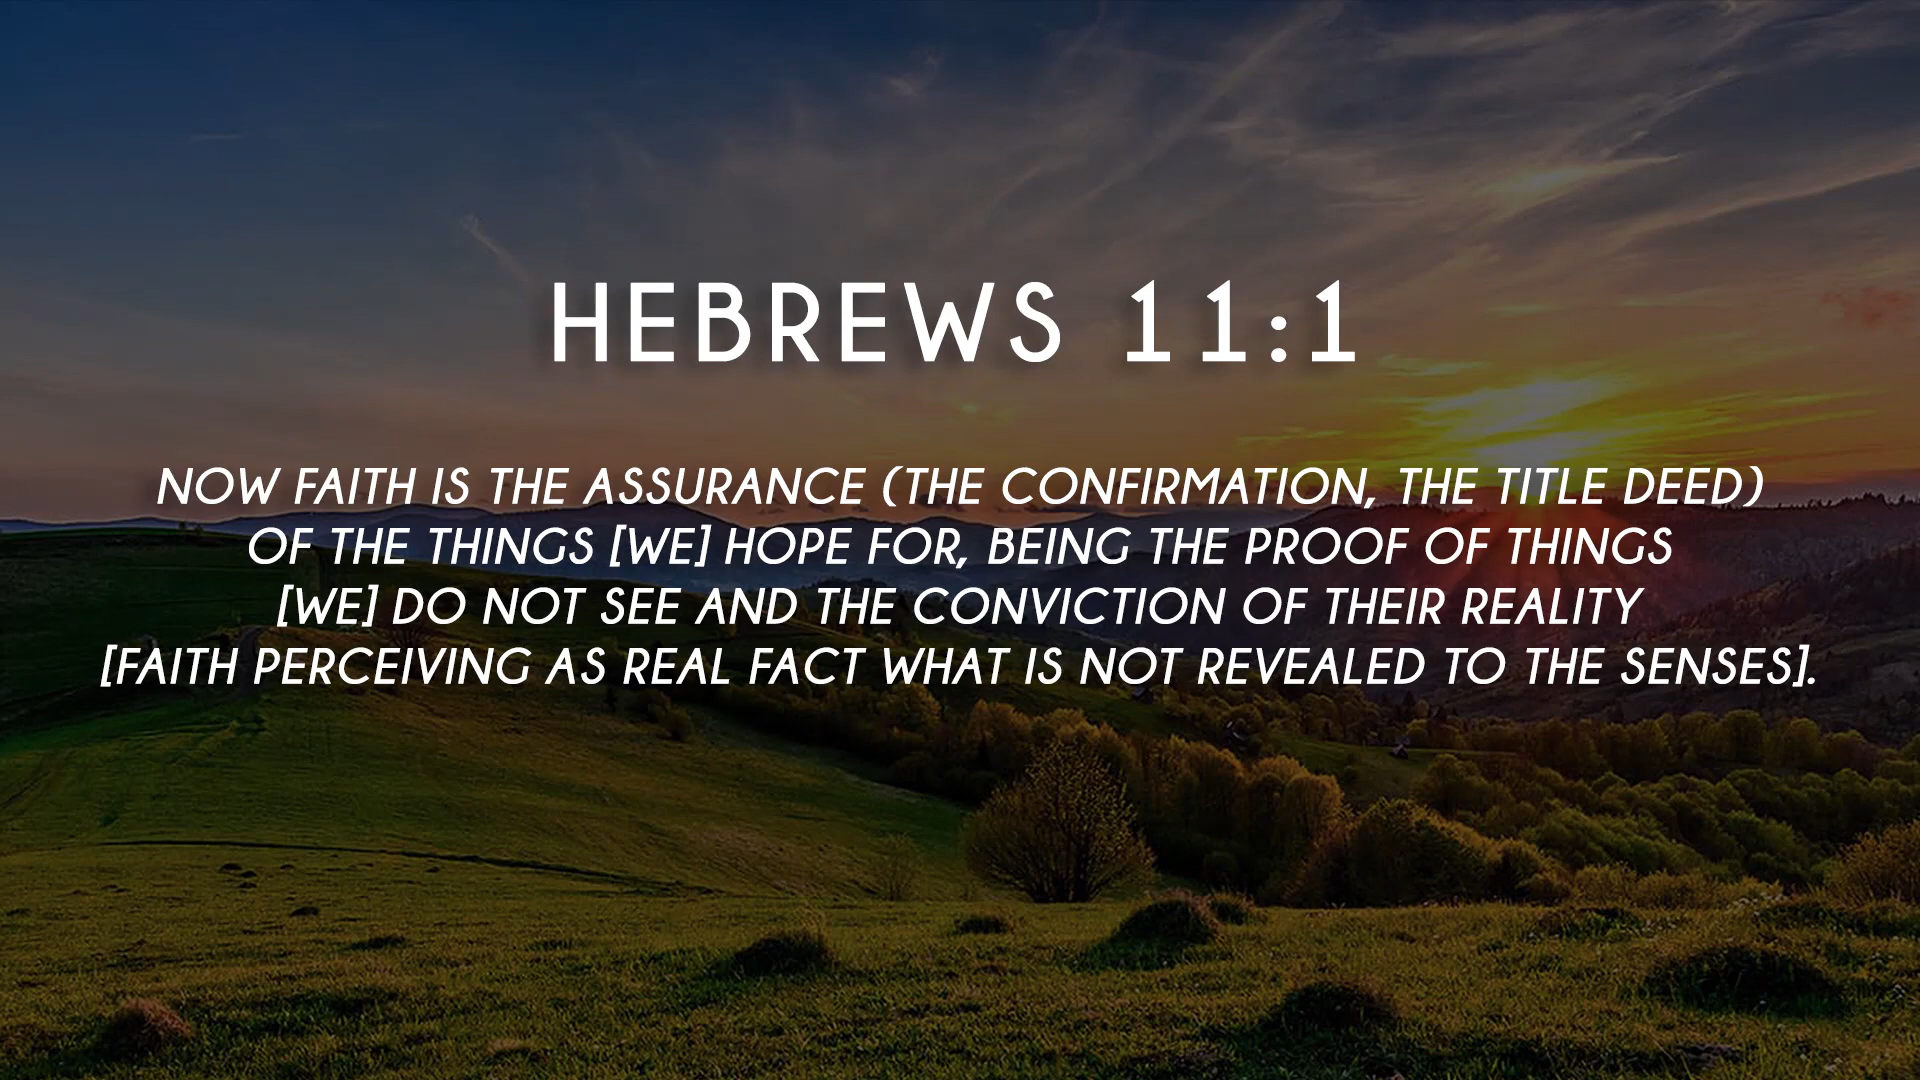 HEBREWS 11:1
NOW FAITH IS THE ASSURANCE (THE CONFIRMATION, THE TITLE DEED)
OF THE THINGS [WE] HOPE FOR, BEING THE PROOF OF THINGS
[WE] DO NOT SEE AND THE CONVICTION OF THEIR REALITY
[FAITH PERCEIVING AS REAL FACT WHAT IS NOT REVEALED TO THE SENSES].